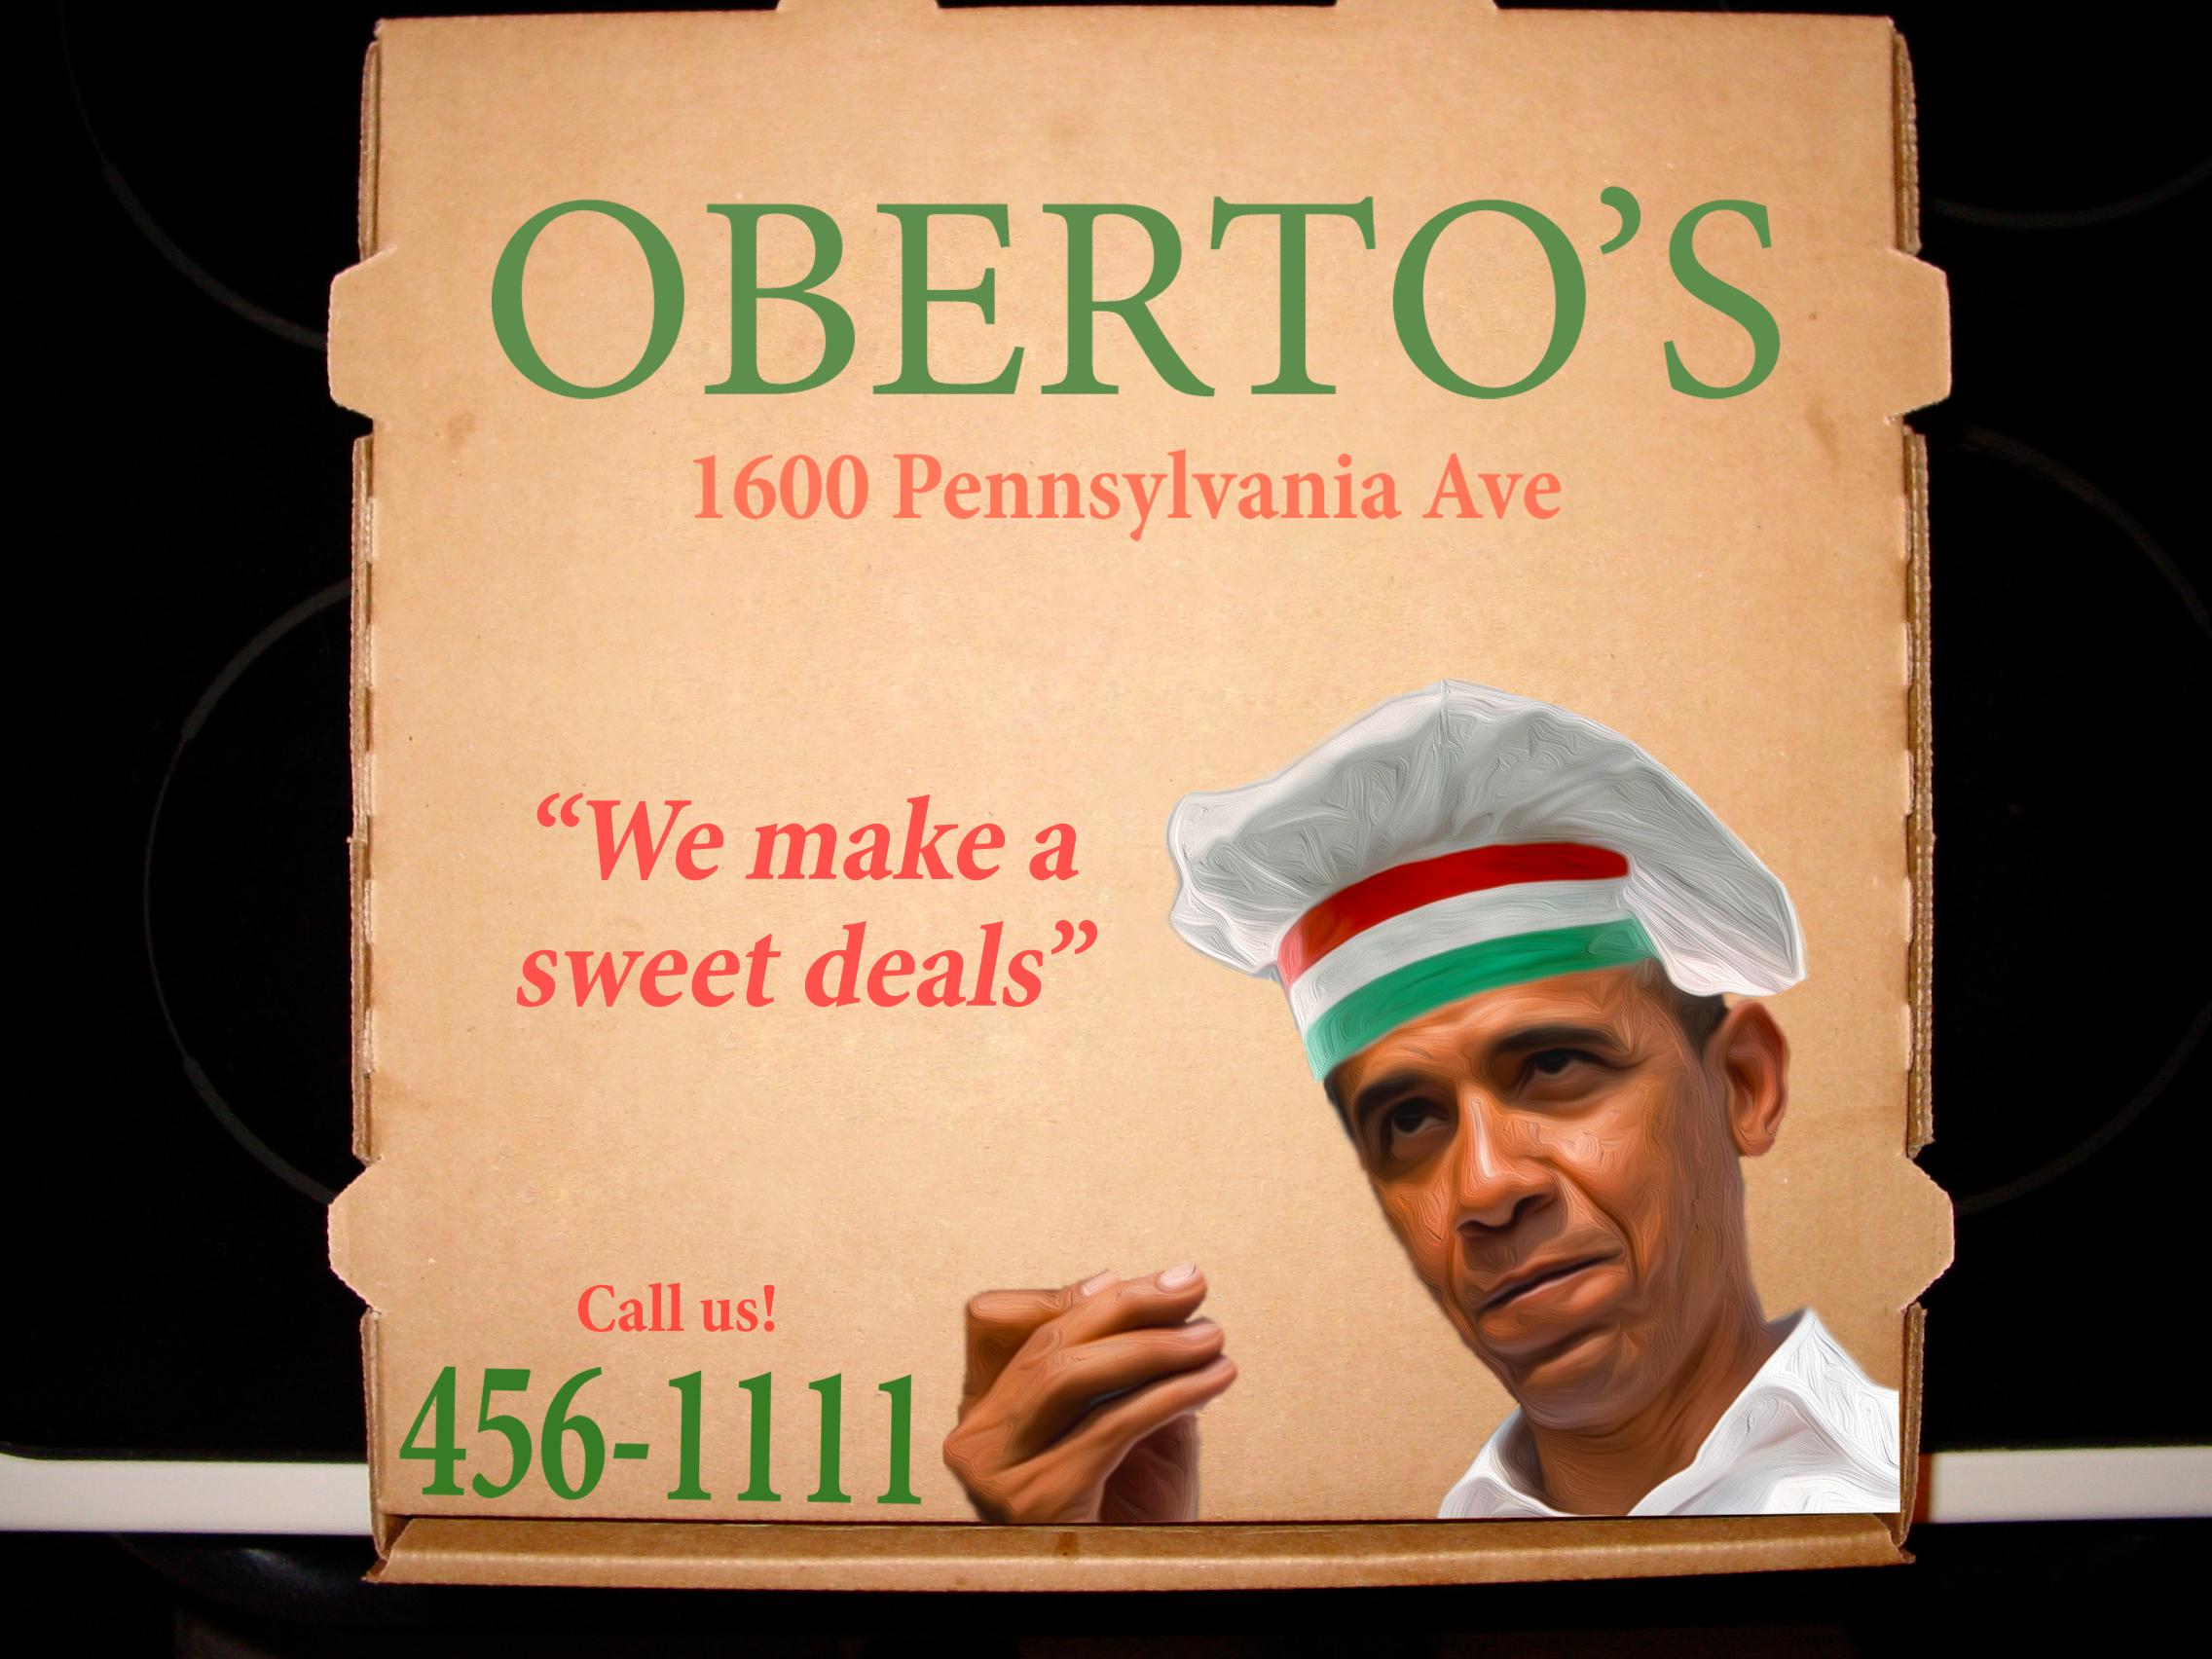 OBERTO’S
1600 Pennsylvania Ave
“We make a
sweet deals”
Call us!
456-1111